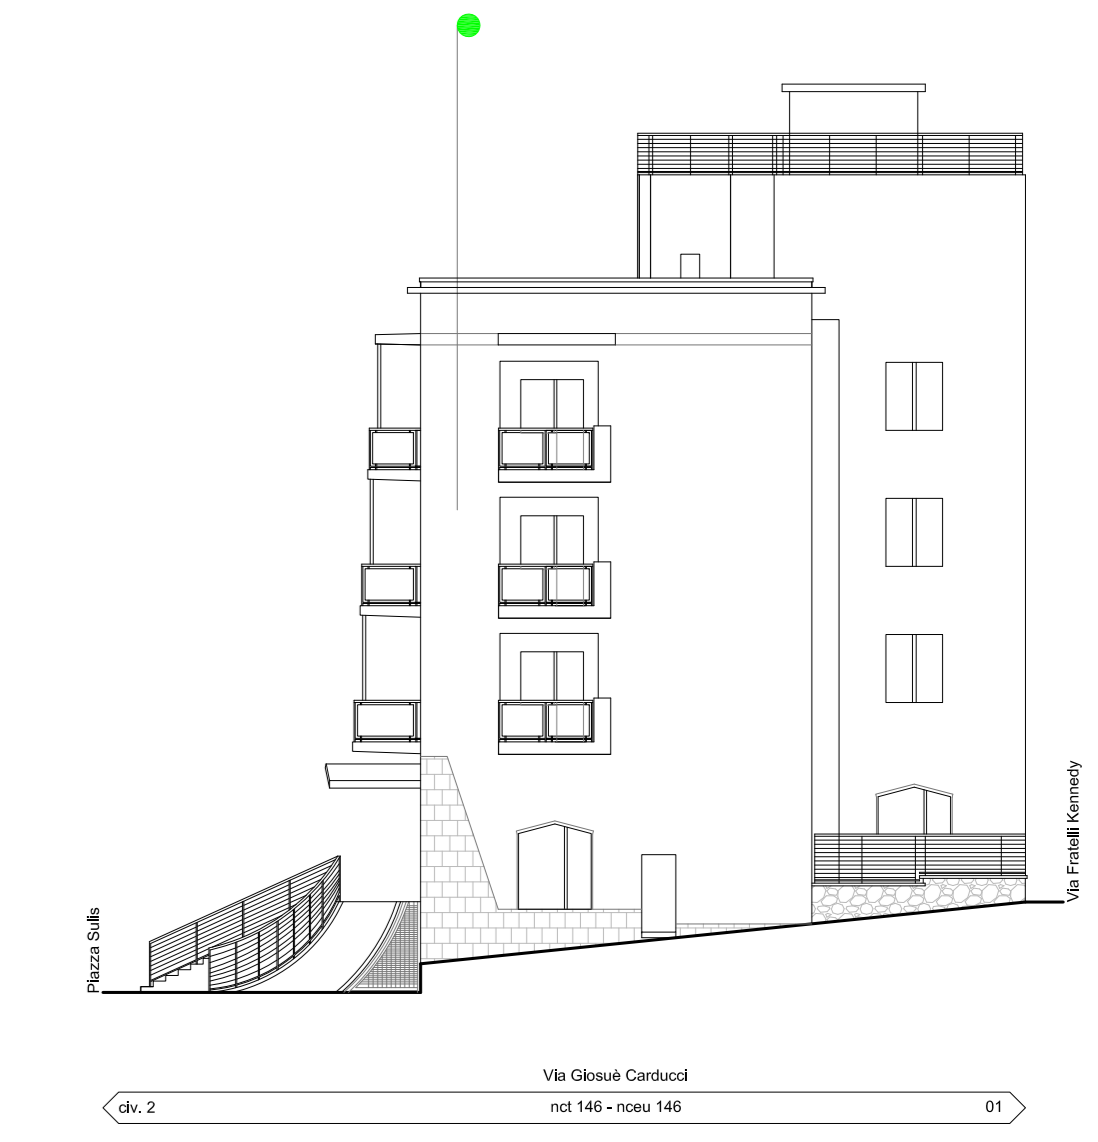 Piazza Sulis
Via Fratelli Kennedy
Via Giosuè Carducci
civ. 2
nct 146 - nceu 146
01